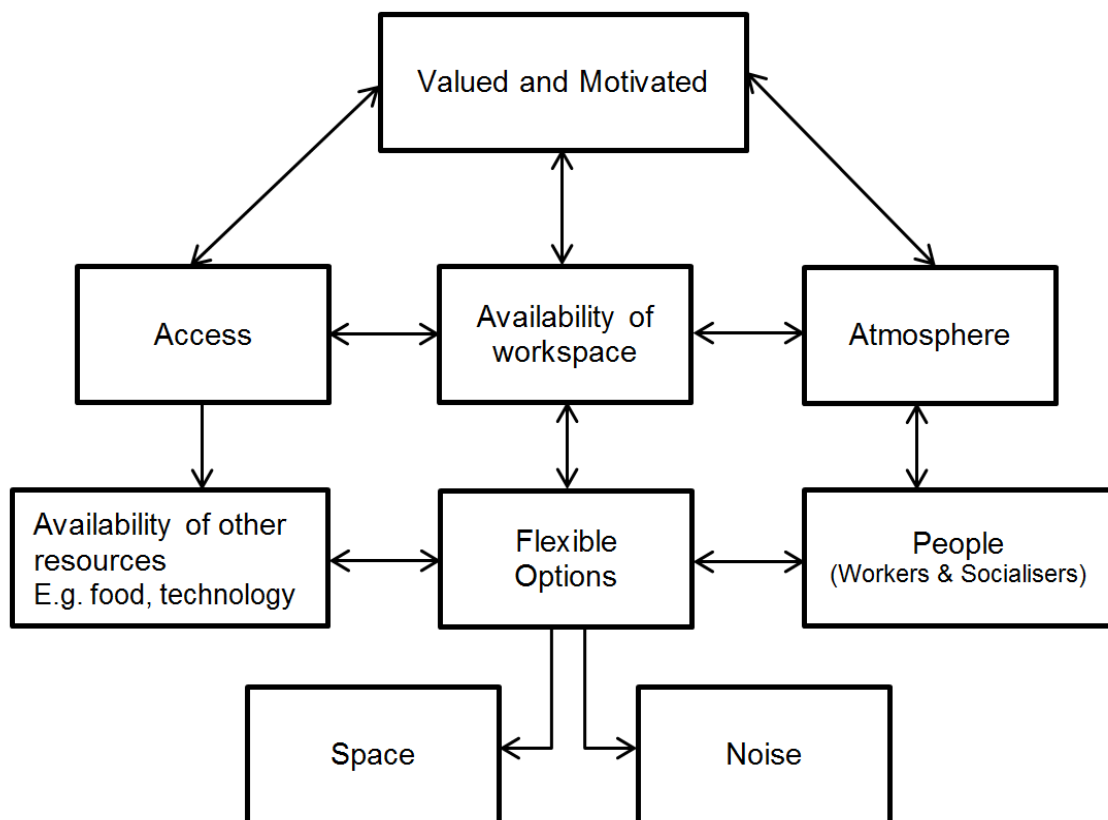 Valued and Motivated
Access
Availability of
workspace
Atmosphere
Availability of other
resources
E.g. food, technology
Flexible
Options
People
(Workers & Socialisers)
Space
Noise